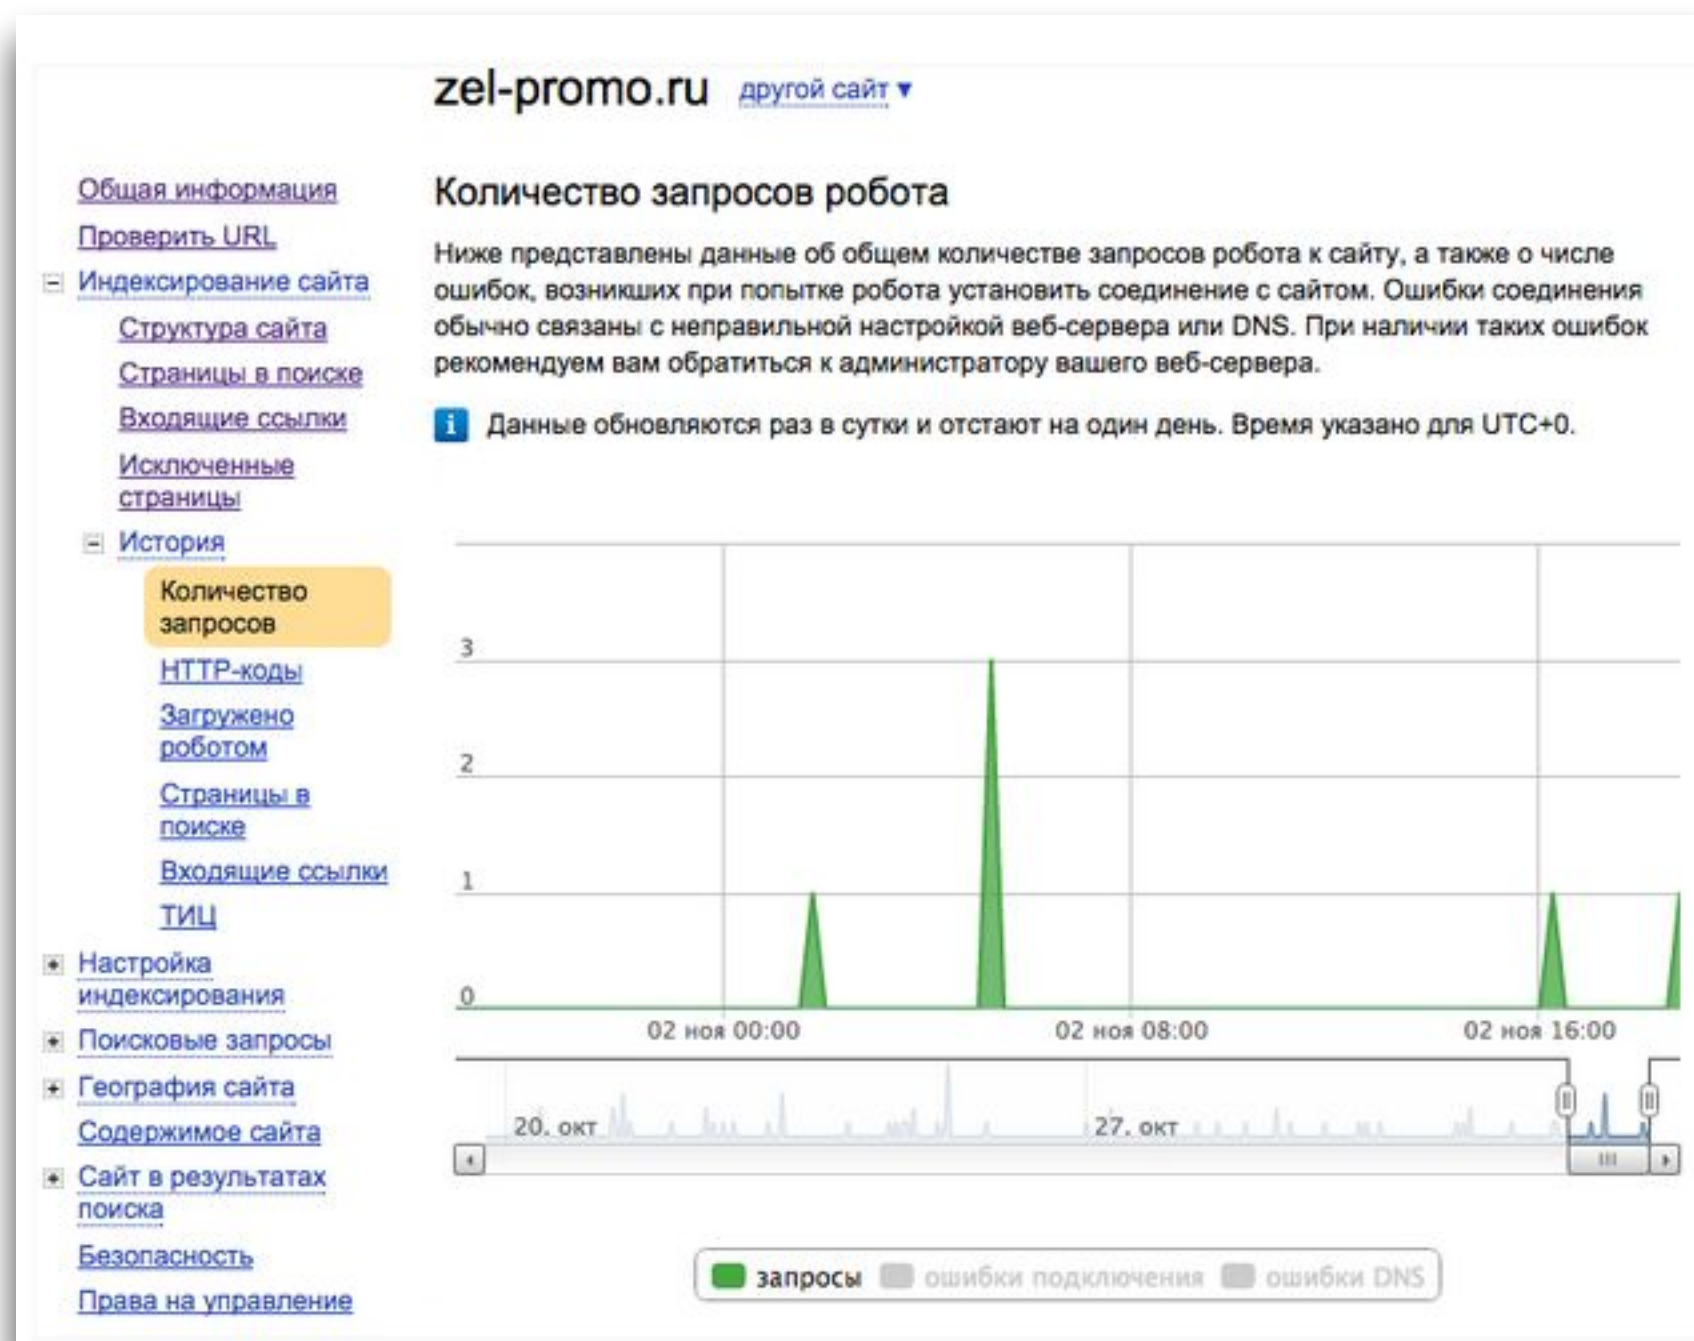 zel-promo.ru другой сайт ▼
Общая информация
Проверить URL
Индексирование сайта
Структура сайта
Страницы в поиске
Входящие ссылки
Исключенные
страницы
История
Количество
запросов
HTTP-коды
Загружено
роботом
Страницы в
поиске
Входящие ссылки
ТИЦ
Настройка
индексирования
Поисковые запросы
География сайта
Содержимое сайта
Сайт в результатах
поиска
Безопасность
Права на управление
Количество запросов робота
Ниже представлены данные об общем количестве запросов робота к сайту, а также о числе
ошибок, возникших при попытке робота установить соединение с сайтом. Ошибки соединения
обычно связаны с неправильной настройкой веб-сервера или DNS. При наличии таких ошибок
рекомендуем вам обратиться к администратору вашего веб-сервера.
Данные обновляются раз в сутки и отстают на один день. Время указано для UTC+0.
3
2
1
0
02 ноя 00:00 02 ноя 08:00 02 ноя 16:00
20. окт 27. окт
запросы ошибки подключения ошибки DNS